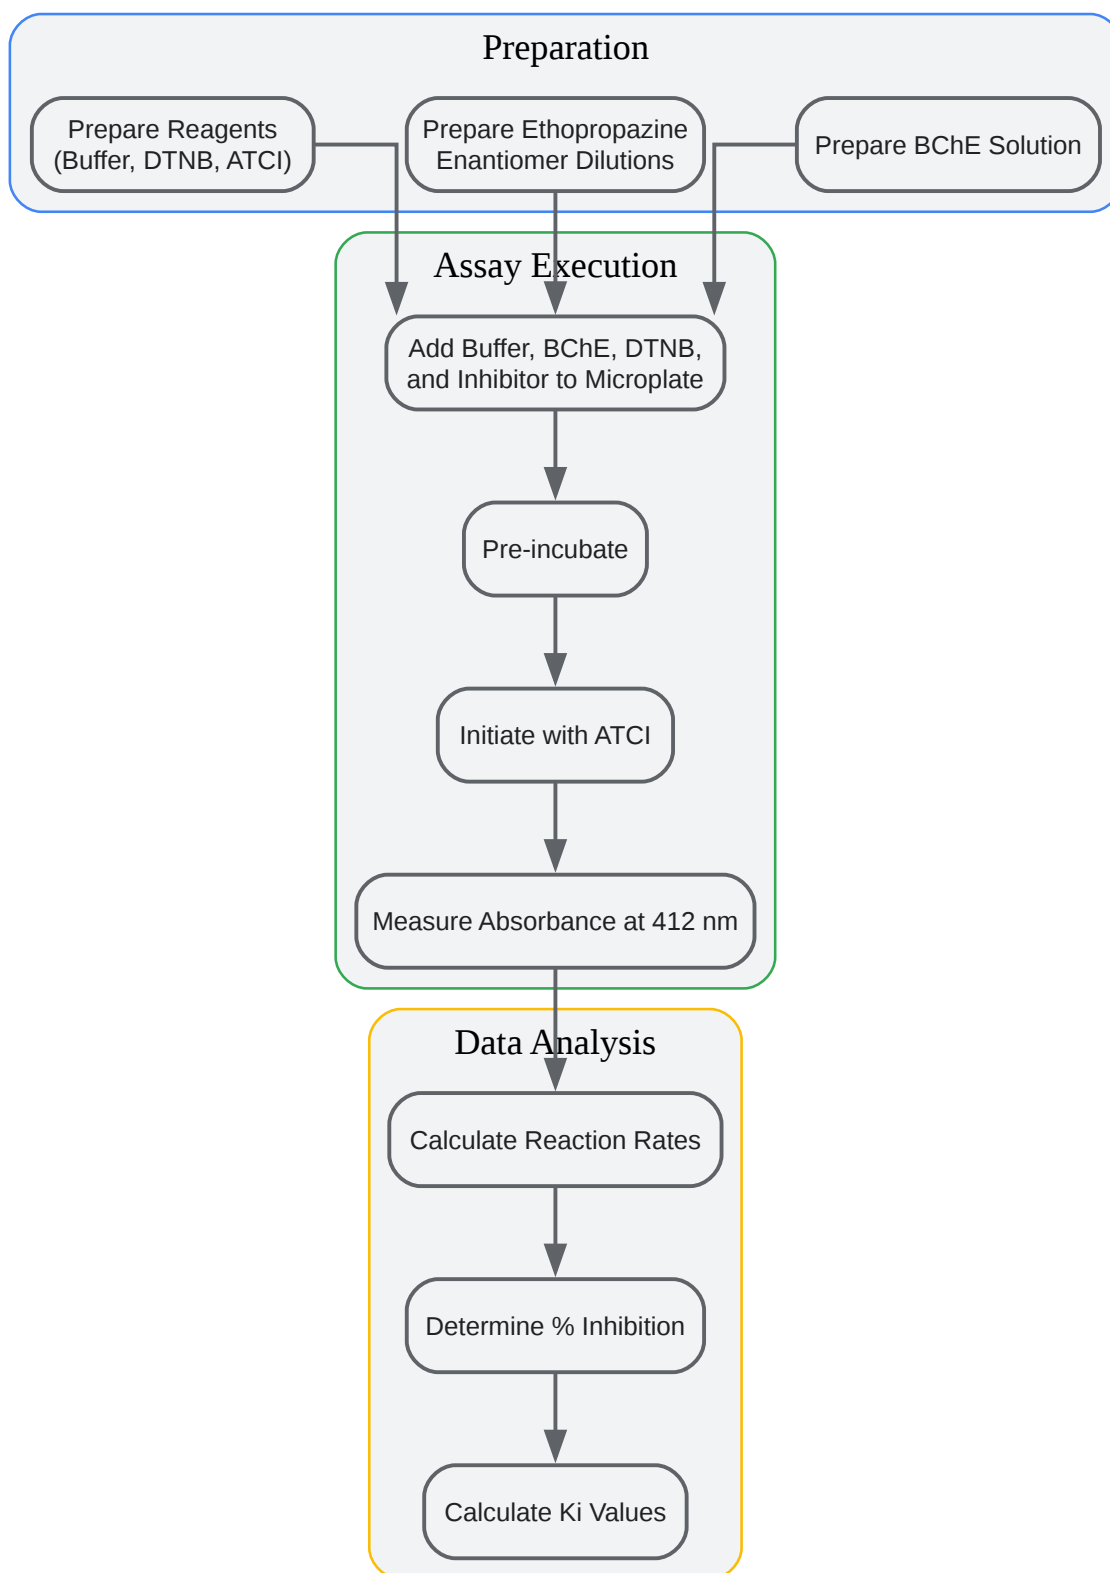 Preparation
Prepare Reagents
(Buffer, DTNB, ATCI)
Prepare Ethopropazine
Enantiomer Dilutions
Prepare BChE Solution
Assay Execution
Add Buffer, BChE, DTNB,
and Inhibitor to Microplate
Pre-incubate
Initiate with ATCI
Measure Absorbance at 412 nm
Data Analysis
Calculate Reaction Rates
Determine % Inhibition
Calculate Ki Values